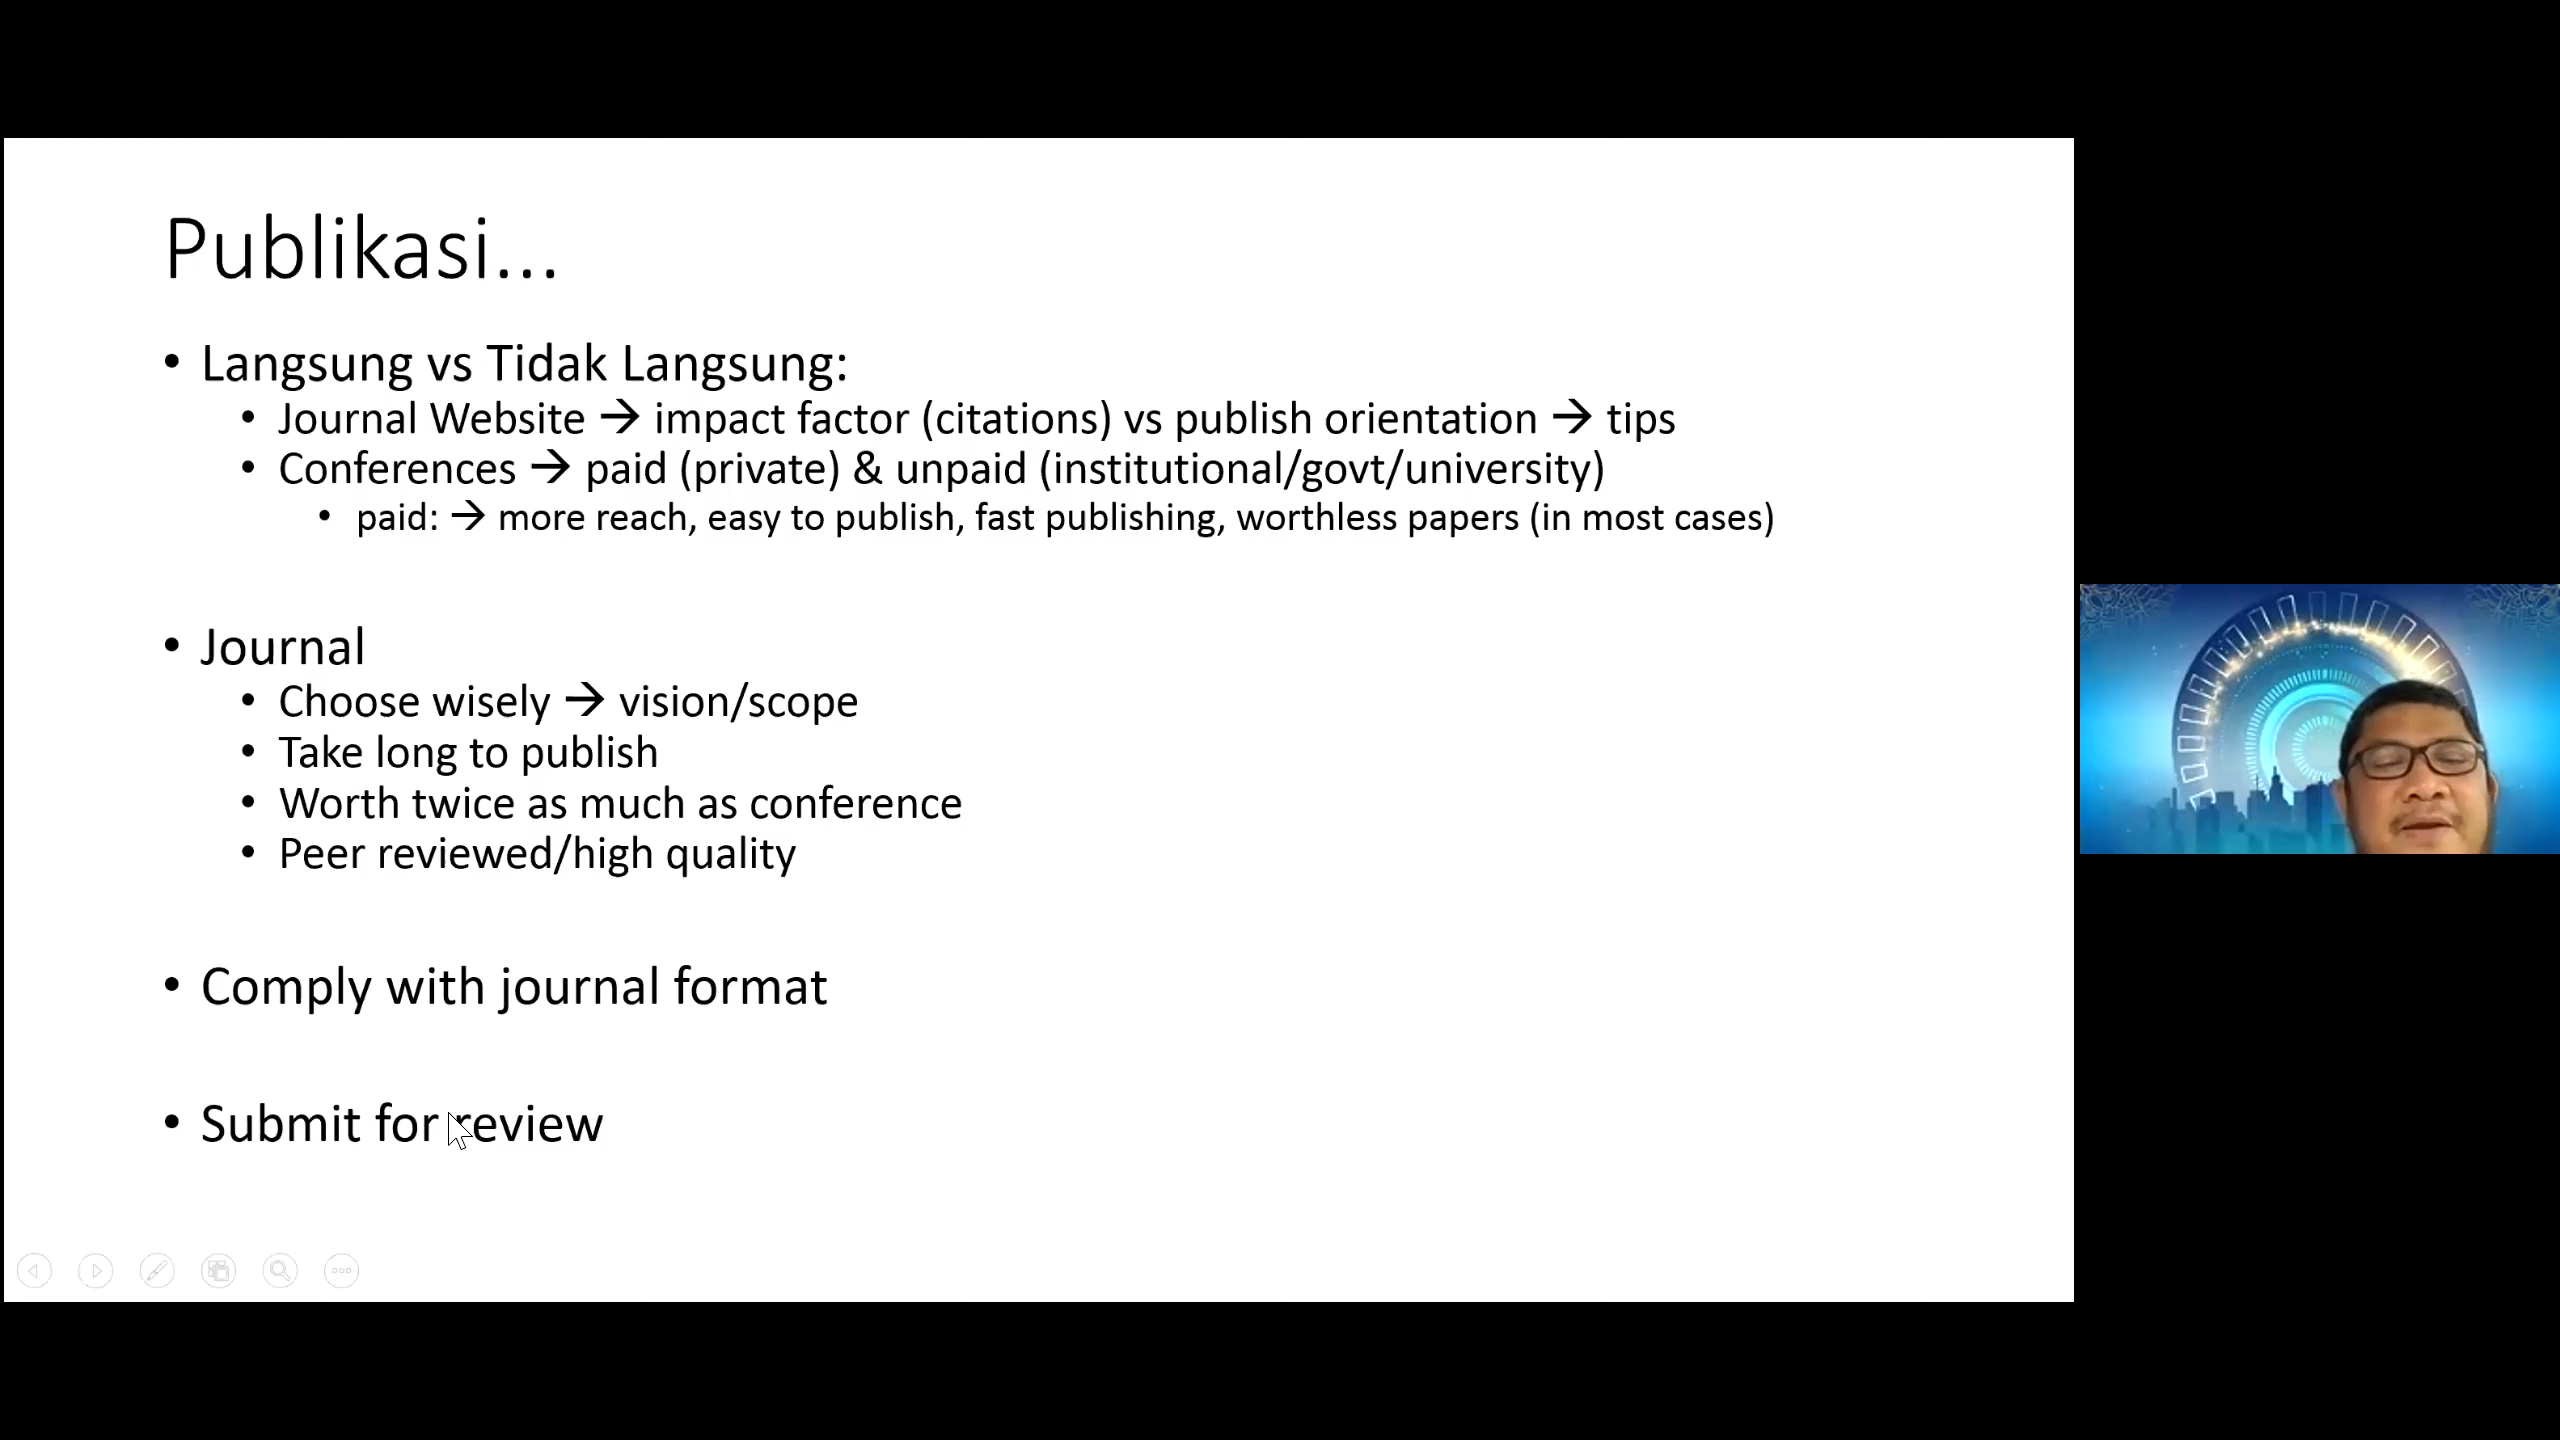 Publikasi...
• Langsung vs Tidak Langsung:
• Journal Website → impact factor (citations) vs publish orientation → tips
• Conferences → paid (private) & unpaid (institutional/govt/university)
• paid: → more reach, easy to publish, fast publishing, worthless papers (in most cases)
• Journal
• Choose wisely → vision/scope
• Take long to publish
• Worth twice as much as conference
• Peer reviewed/high quality
• Comply with journal format
• Submit for review